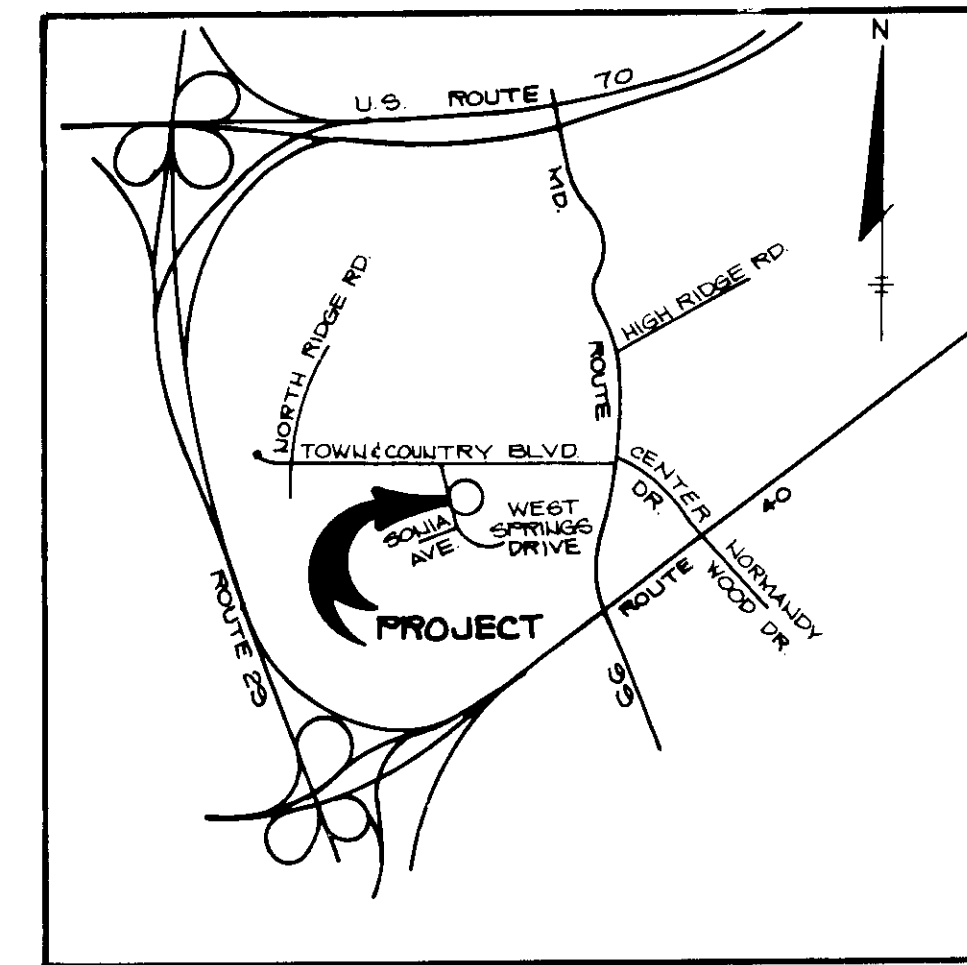 N
U.S. ROUTE 70
MD. ROUTE 99
NORTH RIDGE RD.
HIGH RIDGE RD.
TOWN & COUNTRY BLVD.
CENTER
DR.
ROUTE 40
SONIA
AVE.
WEST
SPRINGS
DRIVE
NORMANDY
WOOD DR.
PROJECT
ROUTE 29